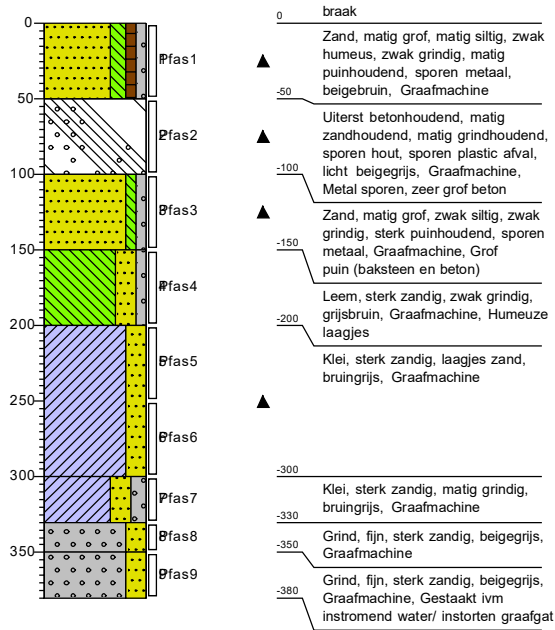 0
50
100
150
200
250
300
350
Pfas1
Pfas2
Pfas3
Pfas4
Pfas5
Pfas6
Pfas7
Pfas8
Pfas9
0
braak
Zand, matig grof, matig siltig, zwak
humeus, zwak grindig, matig
puinhoudend, sporen metaal,
beigebruin, Graafmachine
-50
Uiterst betonhoudend, matig
zandhoudend, matig grindhoudend,
sporen hout, sporen plastic afval,
licht beigegrijs, Graafmachine,
Metal sporen, zeer grof beton
-100
Zand, matig grof, zwak siltig, zwak
grindig, sterk puinhoudend, sporen
metaal, Graafmachine, Grof
puin (baksteen en beton)
-150
Leem, sterk zandig, zwak grindig,
grijsbruin, Graafmachine, Humeuze
laagjes
-200
Klei, sterk zandig, laagjes zand,
bruingrijs, Graafmachine
-300
Klei, sterk zandig, matig grindig,
bruingrijs, Graafmachine
-330
Grind, fijn, sterk zandig, beigegrijs,
Graafmachine
-350
Grind, fijn, sterk zandig, beigegrijs,
Graafmachine, Gestaakt ivm
instromend water/ instorten graafgat
-380